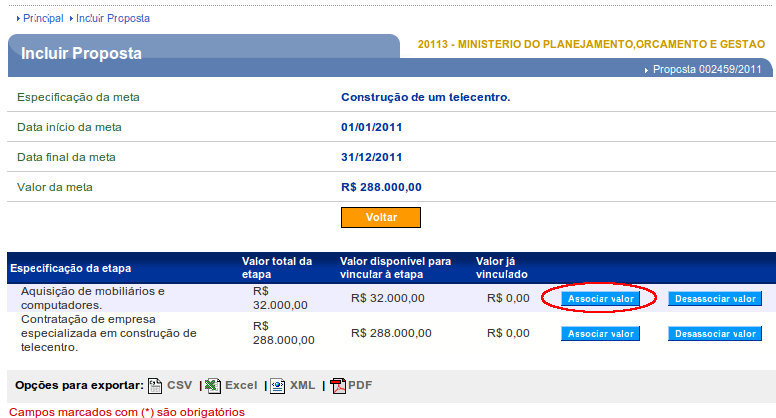 Principal Incluir Proposta
20113 - MINISTERIO DO PLANEJAMENTO,ORCAMENTO E GESTAO
Incluir Proposta
Proposta 002459/2011
Especificação da meta Construção de um telecentro.
Data início da meta 01/01/2011
Data final da meta 31/12/2011
Valor da meta R$ 288.000,00
Voltar
Especificação da etapa Valor total da etapa Valor disponível para vincular à etapa Valor já vinculado
Aquisição de mobiliários e computadores. R$ 32.000,00 R$ 32.000,00 R$ 0,00 Associar valor Desassociar valor
Contratação de empresa especializada em construção de telecentro. R$ 288.000,00 R$ 288.000,00 R$ 0,00 Associar valor Desassociar valor
Opções para exportar: CSV | Excel | XML | PDF
Campos marcados com (*) são obrigatórios